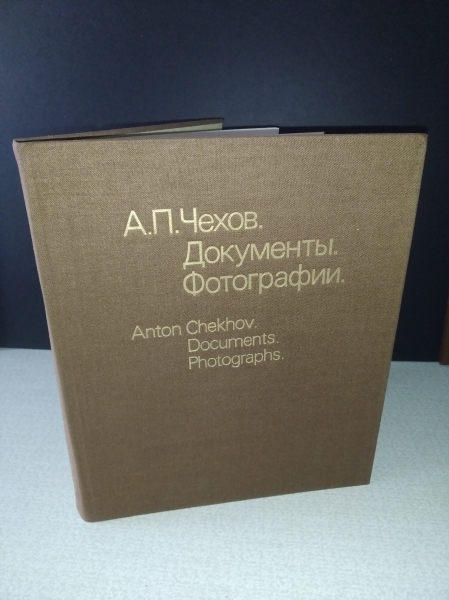 А.П.Чехов.
Документы.
Фотографии.
Anton Chekhov.
Documents.
Photographs.